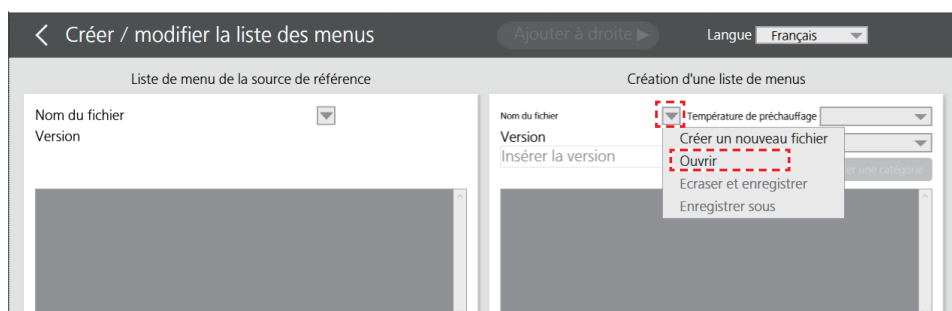 Créer / modifier la liste des menus
Ajouter à droite
Langue Français
Liste de menu de la source de référence
Création d'une liste de menus
Nom du fichier
Version
Nom du fichier
Température de préchauffage
Version
Insérer la version
Créer un nouveau fichier
Ouvrir
Ecraser et enregistrer
Enregistrer sous
une catégorie